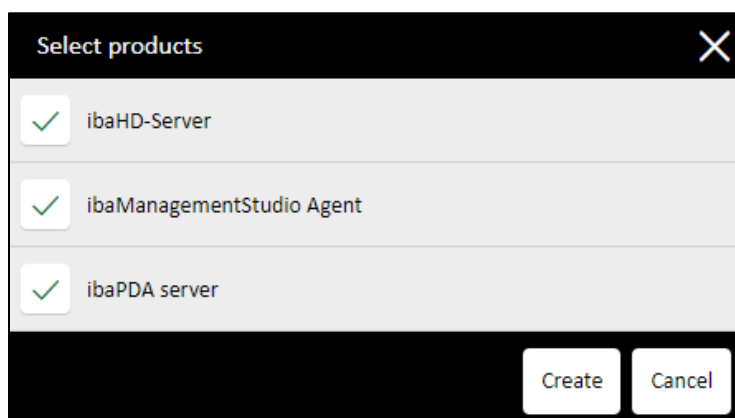 Select products
ibaHD-Server
ibaManagementStudio Agent
ibaPDA server
Create Cancel